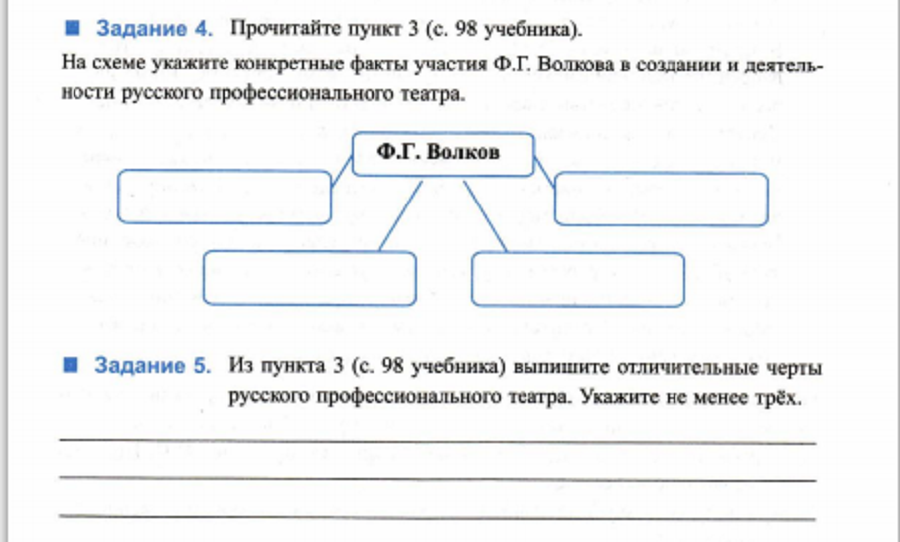 Задание 4. Прочитайте пункт 3 (с. 98 учебника).
На схеме укажите конкретные факты участия Ф.Г. Волкова в создании и деятель-
ности русского профессионального театра.
Ф.Г. Волков
Задание 5. Из пункта 3 (с. 98 учебника) выпишите отличительные черты
русского профессионального театра. Укажите не менее трёх.